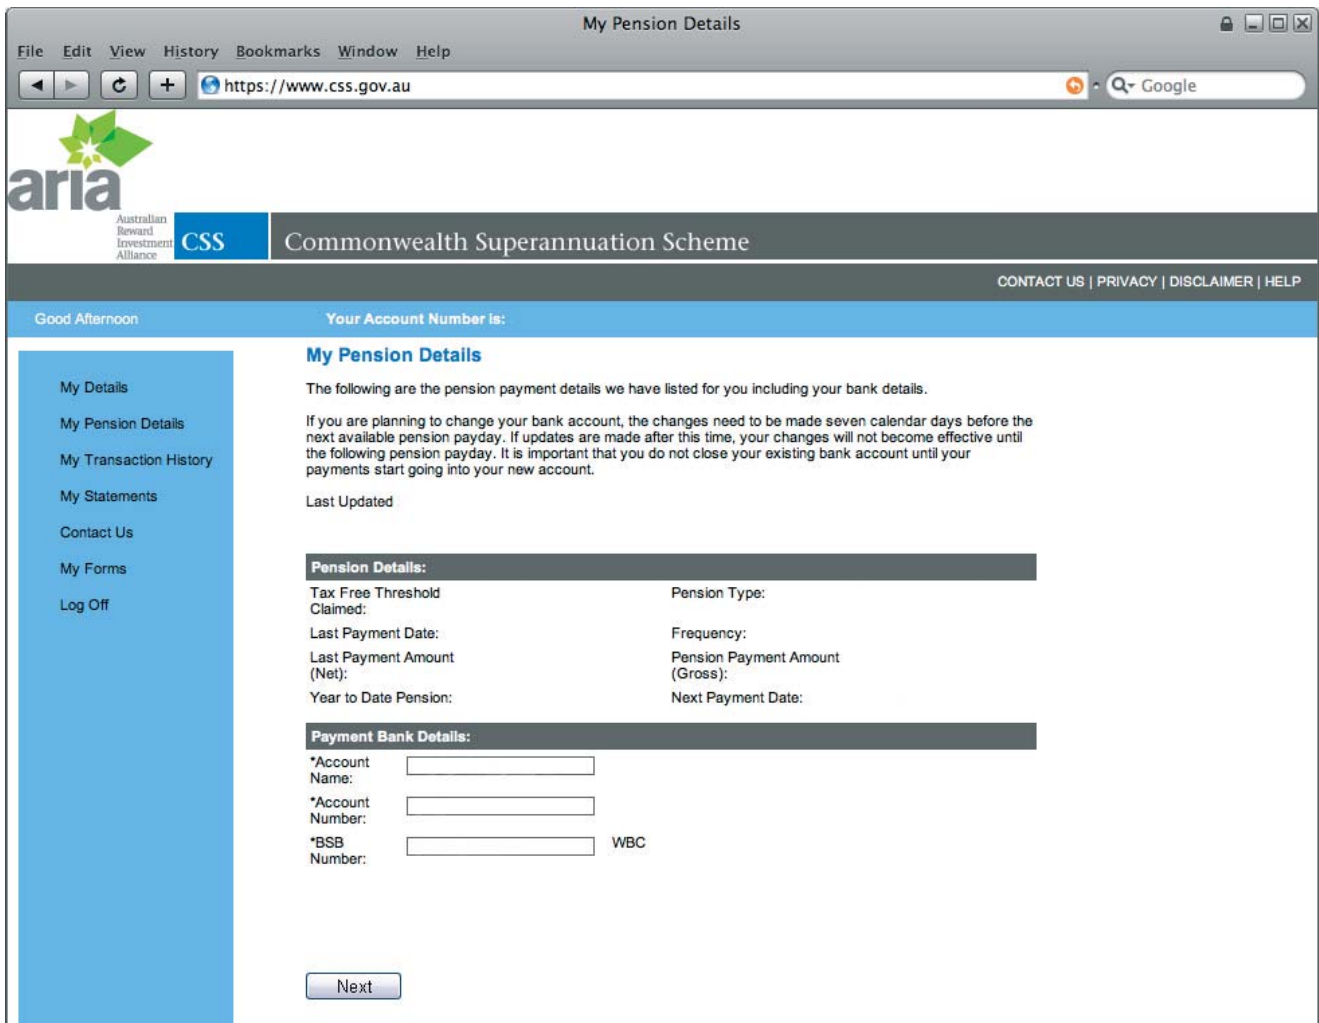 My Pension Details
File Edit View History Bookmarks Window Help
https://www.css.gov.au
Google
aria
Australian
Reward
Investment
Alliance
CSS
Commonwealth Superannuation Scheme
CONTACT US | PRIVACY | DISCLAIMER | HELP
Good Afternoon Your Account Number is:
My Details
My Pension Details
My Transaction History
My Statements
Contact Us
My Forms
Log Off
My Pension Details
The following are the pension payment details we have listed for you including your bank details.
If you are planning to change your bank account, the changes need to be made seven calendar days before the
next available pension payday. If updates are made after this time, your changes will not become effective until
the following pension payday. It is important that you do not close your existing bank account until your
payments start going into your new account.
Last Updated
Pension Details:
Tax Free Threshold
Claimed:
Pension Type:
Last Payment Date:
Frequency:
Last Payment Amount
(Net):
Pension Payment Amount
(Gross):
Year to Date Pension:
Next Payment Date:
Payment Bank Details:
*Account
Name:
*Account
Number:
*BSB
Number:
WBC
Next